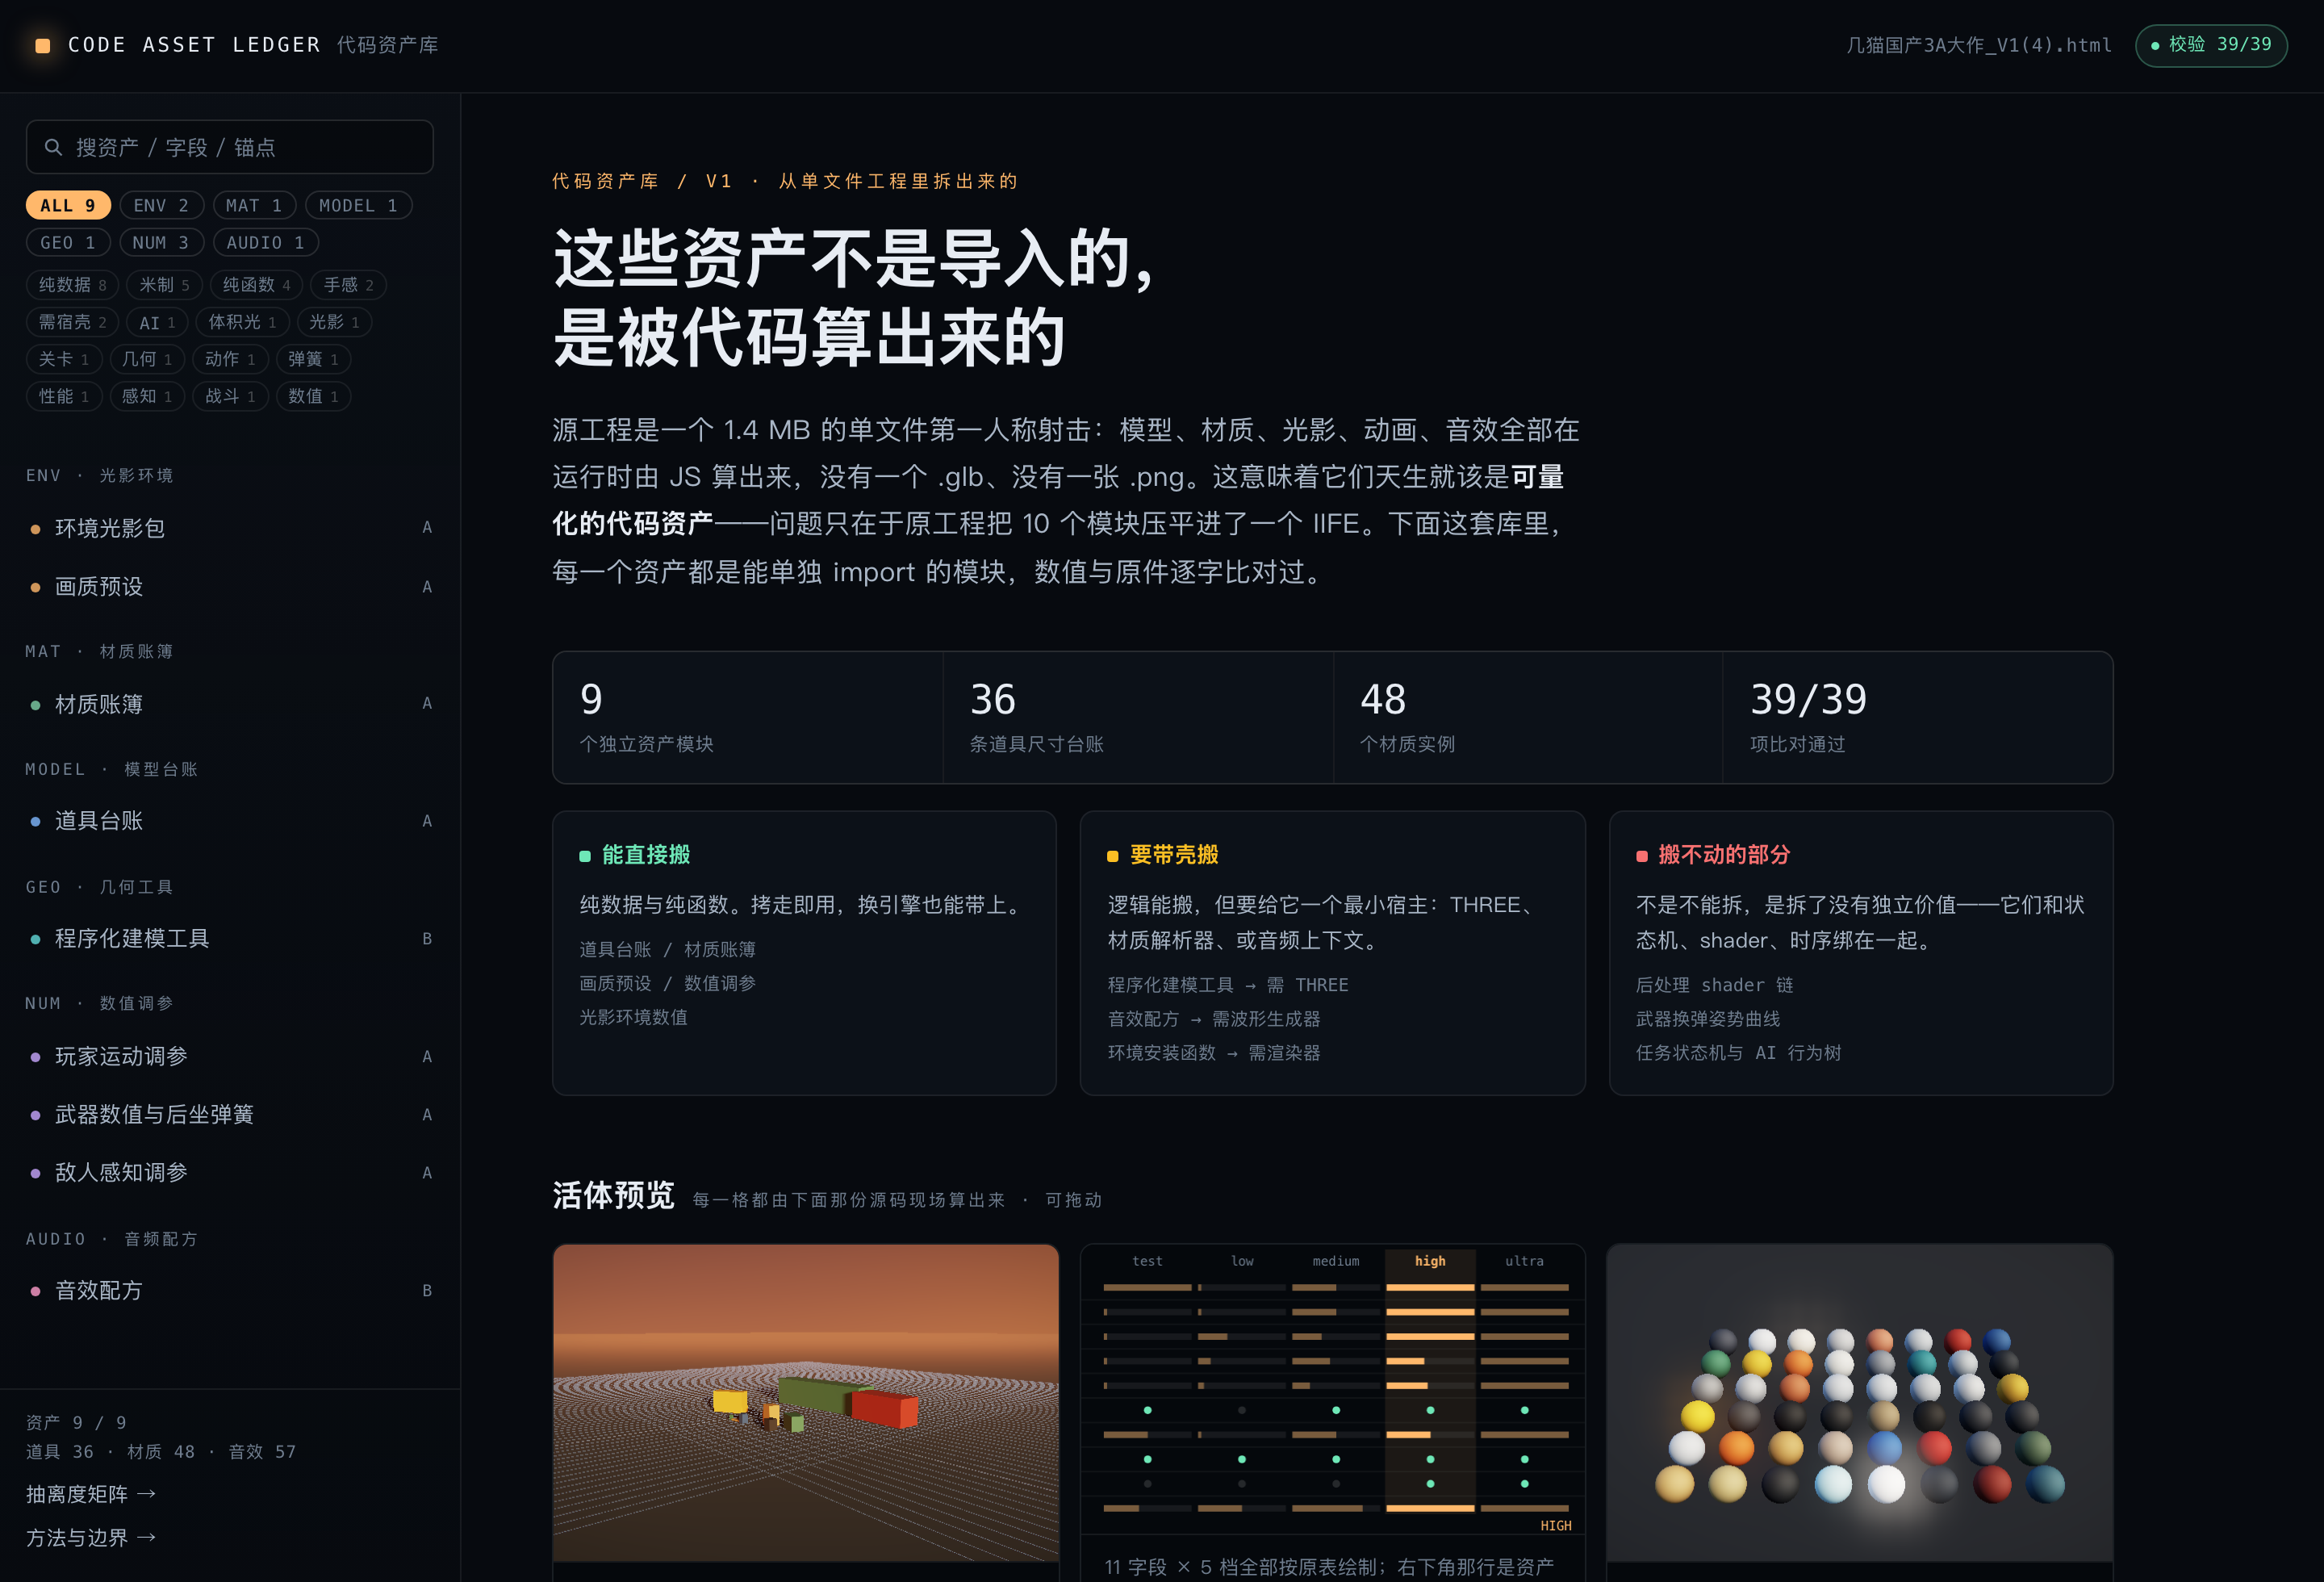 CODE ASSET LEDGER 代码资产库
几猫国产3A大作_V1(4).html
校验 39/39
搜资产 / 字段 / 锚点
ALL 9 ENV 2 MAT 1 MODEL 1
GEO 1 NUM 3 AUDIO 1
纯数据 8 米制 5 纯函数 4 手感 2
需宿壳 2 AI 1 体积光 1 光影 1
关卡 1 几何 1 动作 1 弹簧 1
性能 1 感知 1 战斗 1 数值 1
ENV · 光影环境
环境光影包 A
画质预设 A
MAT · 材质账簿
材质账簿 A
MODEL · 模型台账
道具台账 A
GEO · 几何工具
程序化建模工具 B
NUM · 数值调参
玩家运动调参 A
武器数值与后坐弹簧 A
敌人感知调参 A
AUDIO · 音频配方
音效配方 B
资产 9 / 9
道具 36 · 材质 48 · 音效 57
抽离度矩阵 →
方法与边界 →
代码资产库 / V1 · 从单文件工程里拆出来的
这些资产不是导入的，
是被代码算出来的
源工程是一个 1.4 MB 的单文件第一人称射击：模型、材质、光影、动画、音效全部在
运行时由 JS 算出来，没有一个 .glb、没有一张 .png。这意味着它们天生就该是可量
化的代码资产——问题只在于原工程把 10 个模块压平进了一个 IIFE。下面这套库里，
每一个资产都是能单独 import 的模块，数值与原件逐字比对过。
9
个独立资产模块
36
条道具尺寸台账
48
个材质实例
39/39
项比对通过
能直接搬
纯数据与纯函数。拷走即用，换引擎也能带上。
道具台账 / 材质账簿
画质预设 / 数值调参
光影环境数值
要带壳搬
逻辑能搬，但要给它一个最小宿主：THREE、
材质解析器、或音频上下文。
程序化建模工具 → 需 THREE
音效配方 → 需波形生成器
环境安装函数 → 需渲染器
搬不动的部分
不是不能拆，是拆了没有独立价值——它们和状
态机、shader、时序绑在一起。
后处理 shader 链
武器换弹姿势曲线
任务状态机与 AI 行为树
活体预览 每一格都由下面那份源码现场算出来 · 可拖动
test low medium high ultra
HIGH
11 字段 × 5 档全部按原表绘制；右下角那行是资产